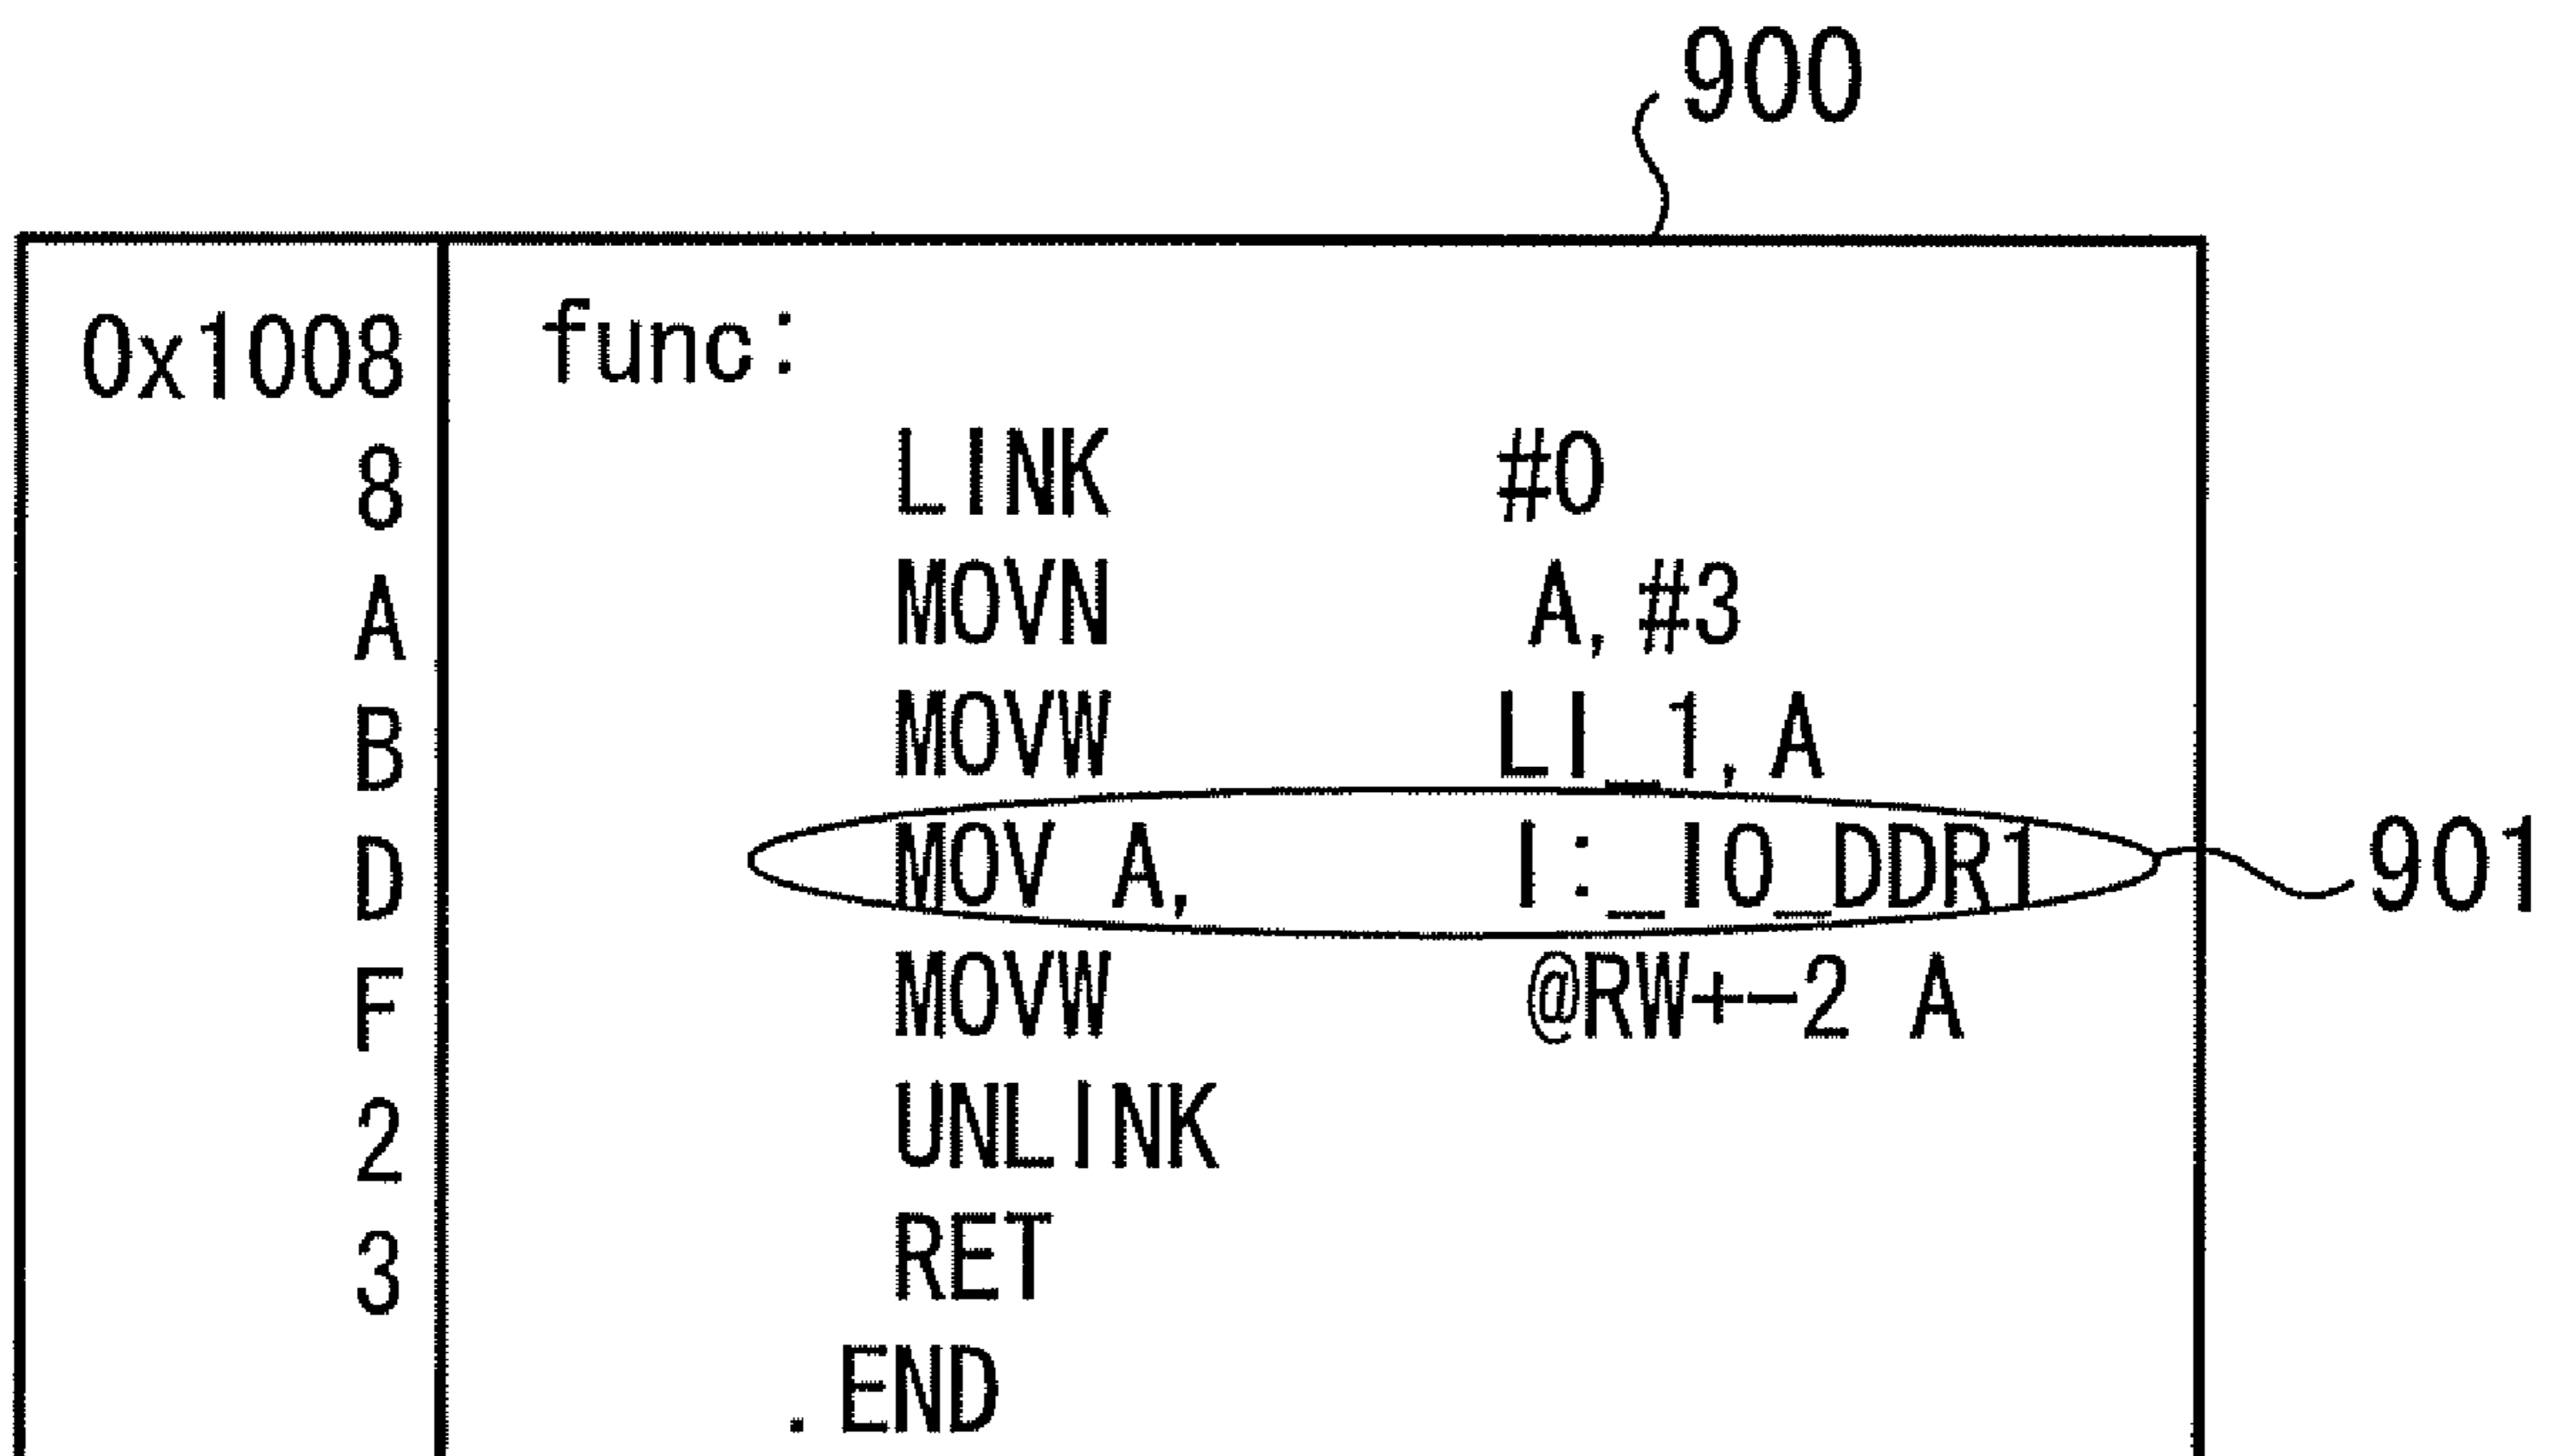 900
0x1008 func:
8 LINK #0
A MOVN A, #3
B MOVW LI_1, A
D MOV A, I:_IO_DDR1
901
F MOVW @RW+-2 A
2 UNLINK
3 RET
.END